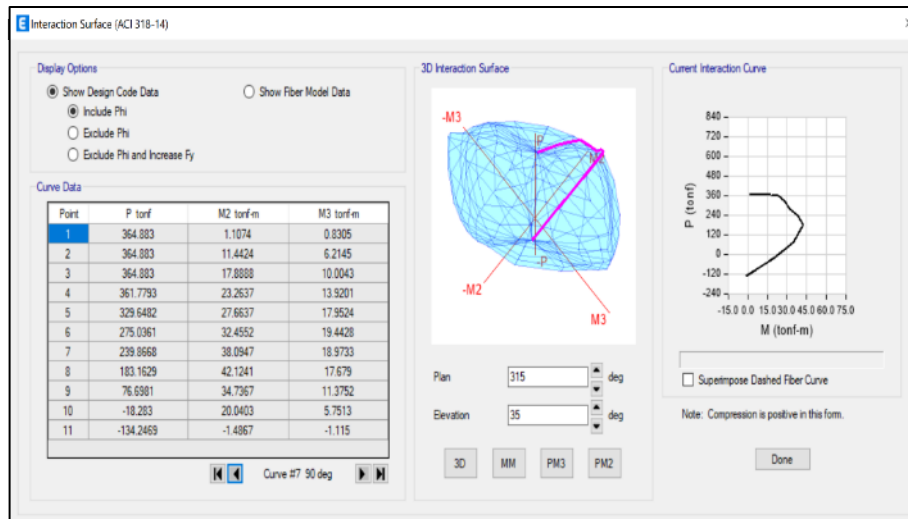 E Interaction Surface (ACI 318-14)
Display Options
Show Design Code Data Show Fiber Model Data
Include Phi
Exclude Phi
Exclude Phi and Increase Fy
Curve Data
Point P tonf M2 tonf-m M3 tonf-m
1 364.883 1.1074 0.8305
2 364.883 11.4424 6.2145
3 364.883 17.8888 10.0043
4 361.7793 23.2637 13.9201
5 329.6482 27.6637 17.9524
6 275.0361 32.4552 19.4428
7 239.8668 38.0947 18.9733
8 183.1629 42.1241 17.679
9 76.6981 34.7367 11.3752
10 -18.283 20.0403 5.7513
11 -134.2469 -1.4867 -1.115
Curve #7 90 deg
3D Interaction Surface
-M3
P
M2
-P
-M2
M3
Plan 315 deg
Elevation 35 deg
3D MM PM3 PM2
Current Interaction Curve
840
720
600
480
360
240
120
0
-120
-240
P (tonf)
-15.0 0.0 15.0 30.0 45.0 60.0 75.0
M (tonf-m)
Superimpose Dashed Fiber Curve
Note: Compression is positive in this form.
Done